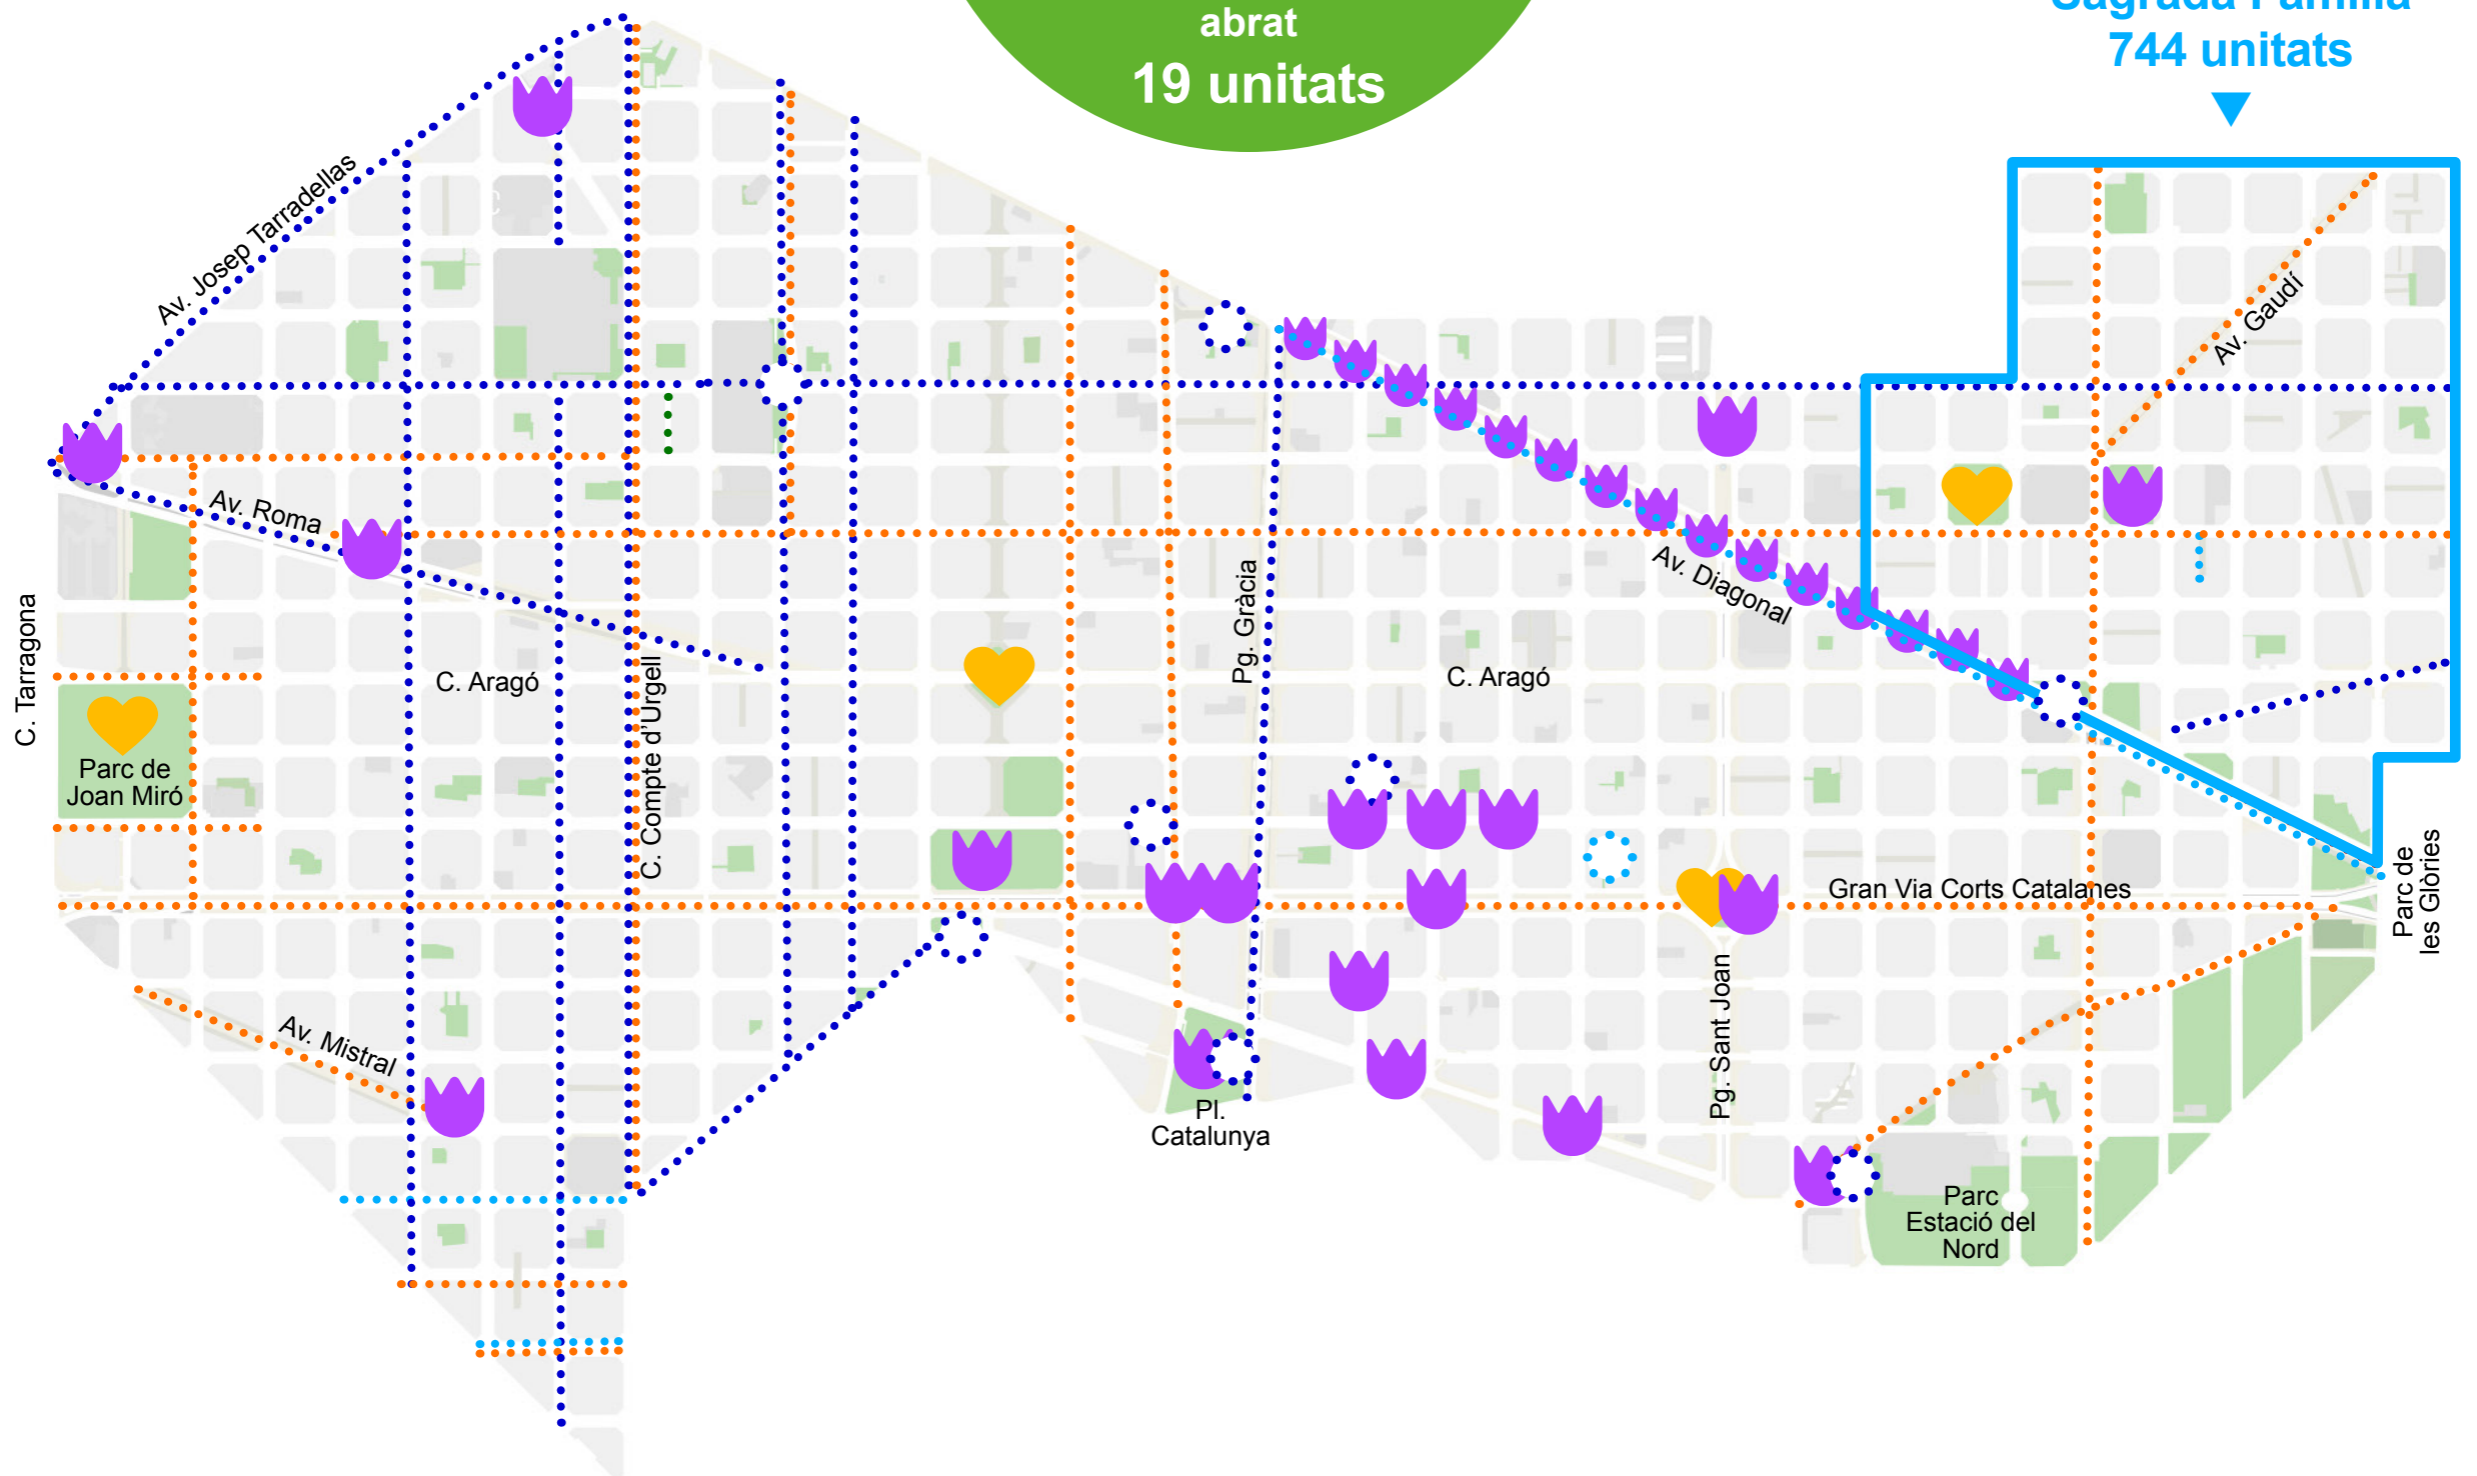 abrat
19 unitats
Sagrada Família
744 unitats
Av. Josep Tarradellas
Av. Gaudí
Av. Roma
Av. Diagonal
C. Tarragona
C. Aragó
C. Compte d'Urgell
Pg. Gràcia
C. Aragó
Parc de
Joan Miró
Gran Via Corts Catalanes
Parc de
les Glòries
Av. Mistral
Pg. Sant Joan
Pl.
Catalunya
Parc
Estació del
Nord